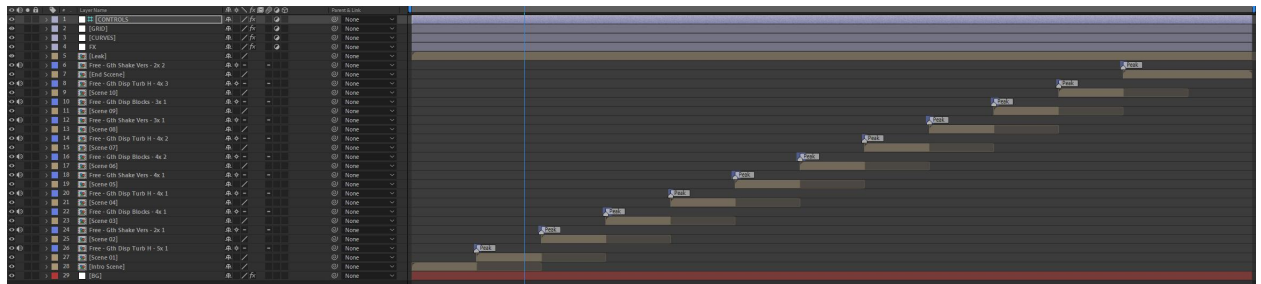 # Layer Name Parent & Link
1 [CONTROLS] None
2 [GRID] None
3 [CURVES] None
4 FX None
5 [Leak] None
6 Free - Gth Shake Vers - 2x 2 None Peak
7 [End Sccene] None
8 Free - Gth Disp Turb H - 4x 3 None Peak
9 [Scene 10] None
10 Free - Gth Disp Blocks - 3x 1 None Peak
11 [Scene 09] None
12 Free - Gth Shake Vers - 3x 1 None Peak
13 [Scene 08] None
14 Free - Gth Disp Turb H - 4x 2 None Peak
15 [Scene 07] None
16 Free - Gth Disp Blocks - 4x 2 None Peak
17 [Scene 06] None
18 Free - Gth Shake Vers - 4x 1 None Peak
19 [Scene 05] None
20 Free - Gth Disp Turb H - 4x 1 None Peak
21 [Scene 04] None
22 Free - Gth Disp Blocks - 4x 1 None Peak
23 [Scene 03] None
24 Free - Gth Shake Vers - 2x 1 None Peak
25 [Scene 02] None
26 Free - Gth Disp Turb H - 5x 1 None Peak
27 [Scene 01] None
28 [Intro Scene] None
29 [BG] None